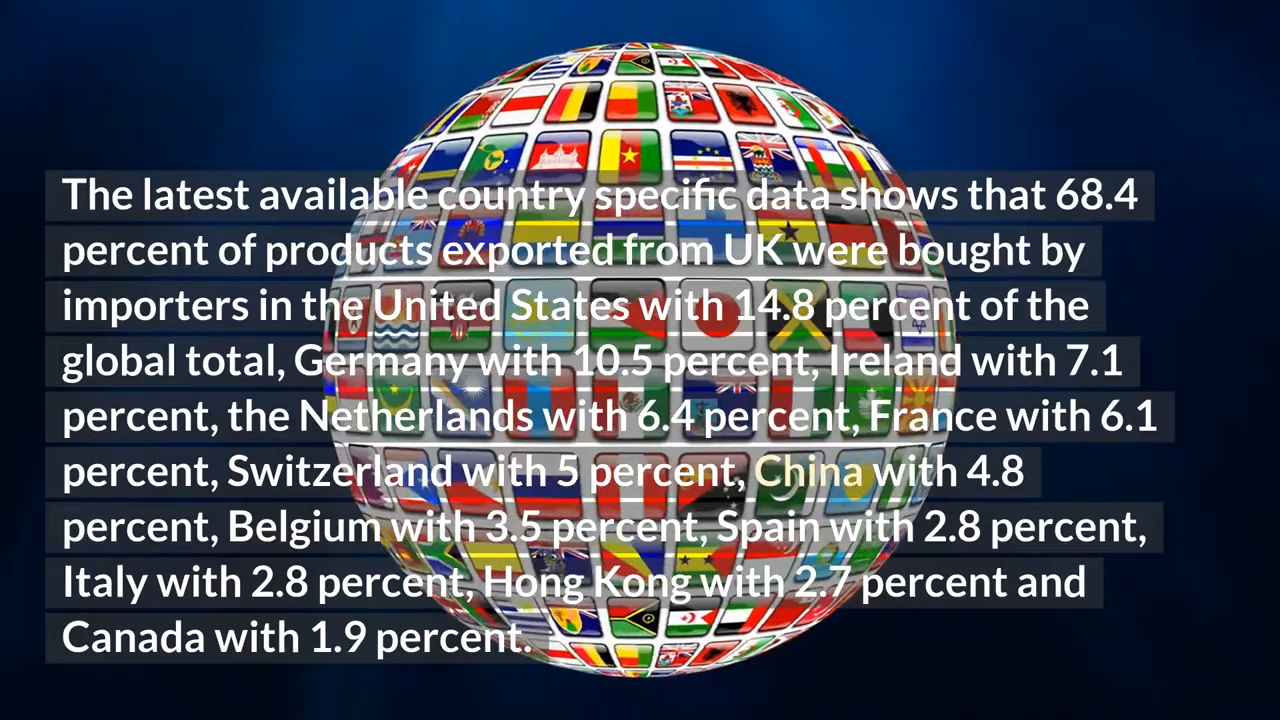 The latest available country specific data shows that 68.4
percent of products exported from UK were bought by
importers in the United States with 14.8 percent of the
global total, Germany with 10.5 percent, Ireland with 7.1
percent, the Netherlands with 6.4 percent, France with 6.1
percent, Switzerland with 5 percent, China with 4.8
percent, Belgium with 3.5 percent, Spain with 2.8 percent,
Italy with 2.8 percent, Hong Kong with 2.7 percent and
Canada with 1.9 percent.